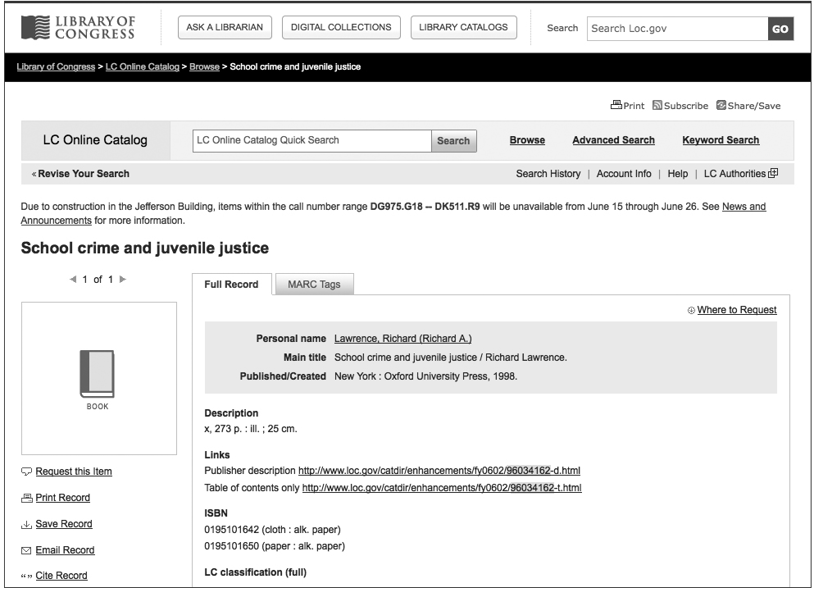 LIBRARY OF
CONGRESS
ASK A LIBRARIAN
DIGITAL COLLECTIONS
LIBRARY CATALOGS
Search
Search Loc.gov
GO
Library of Congress > LC Online Catalog > Browse > School crime and juvenile justice
Print Subscribe Share/Save
LC Online Catalog
LC Online Catalog Quick Search
Search
Browse
Advanced Search
Keyword Search
Revise Your Search
Search History | Account Info | Help | LC Authorities
Due to construction in the Jefferson Building, items within the call number range DG975.G18 -- DK511.R9 will be unavailable from June 15 through June 26. See News and
Announcements for more information.
School crime and juvenile justice
1 of 1
Full Record
MARC Tags
Where to Request
Personal name Lawrence, Richard (Richard A.)
Main title School crime and juvenile justice / Richard Lawrence.
Published/Created New York : Oxford University Press, 1998.
BOOK
Description
x, 273 p. : ill. ; 25 cm.
Links
Publisher description http://www.loc.gov/catdir/enhancements/fy0602/96034162-d.html
Table of contents only http://www.loc.gov/catdir/enhancements/fy0602/96034162-t.html
ISBN
0195101642 (cloth : alk. paper)
0195101650 (paper : alk. paper)
LC classification (full)
Request this Item
Print Record
Save Record
Email Record
Cite Record